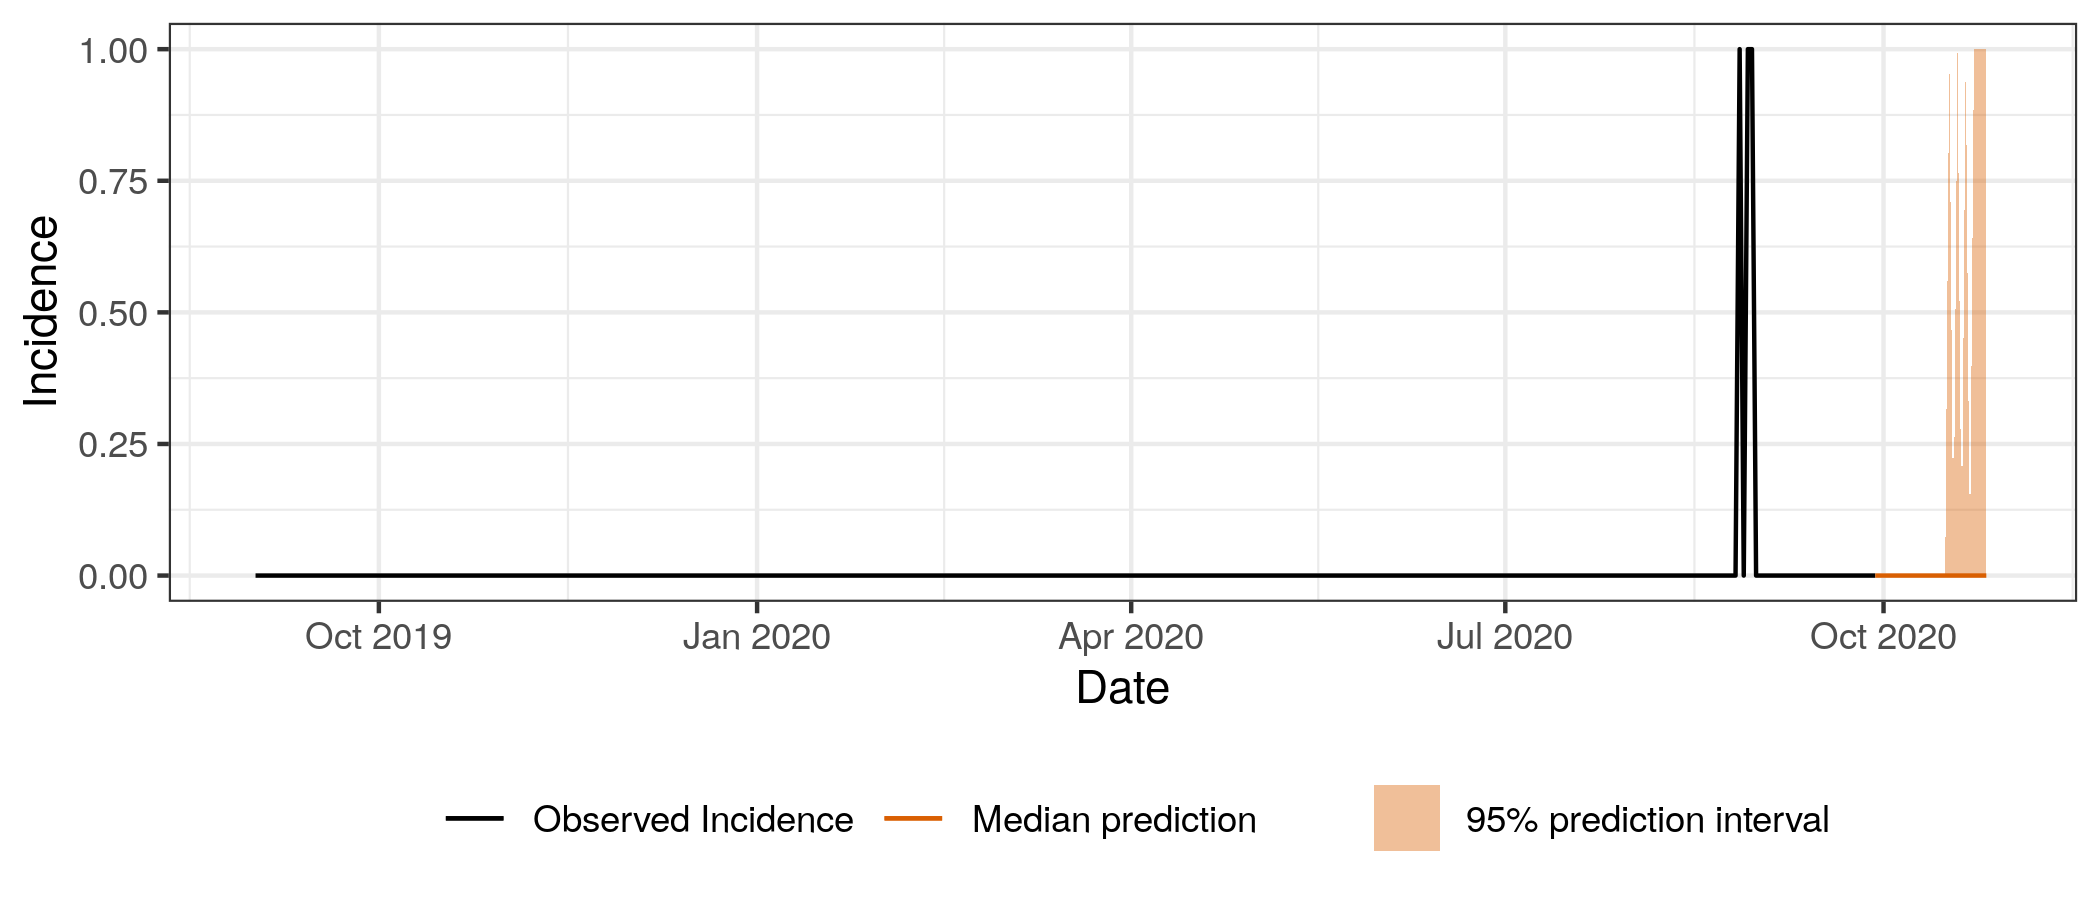 1.00
0.75
0.50
0.25
0.00
Incidence
Oct 2019 Jan 2020 Apr 2020 Jul 2020 Oct 2020
Date
Observed Incidence Median prediction 95% prediction interval